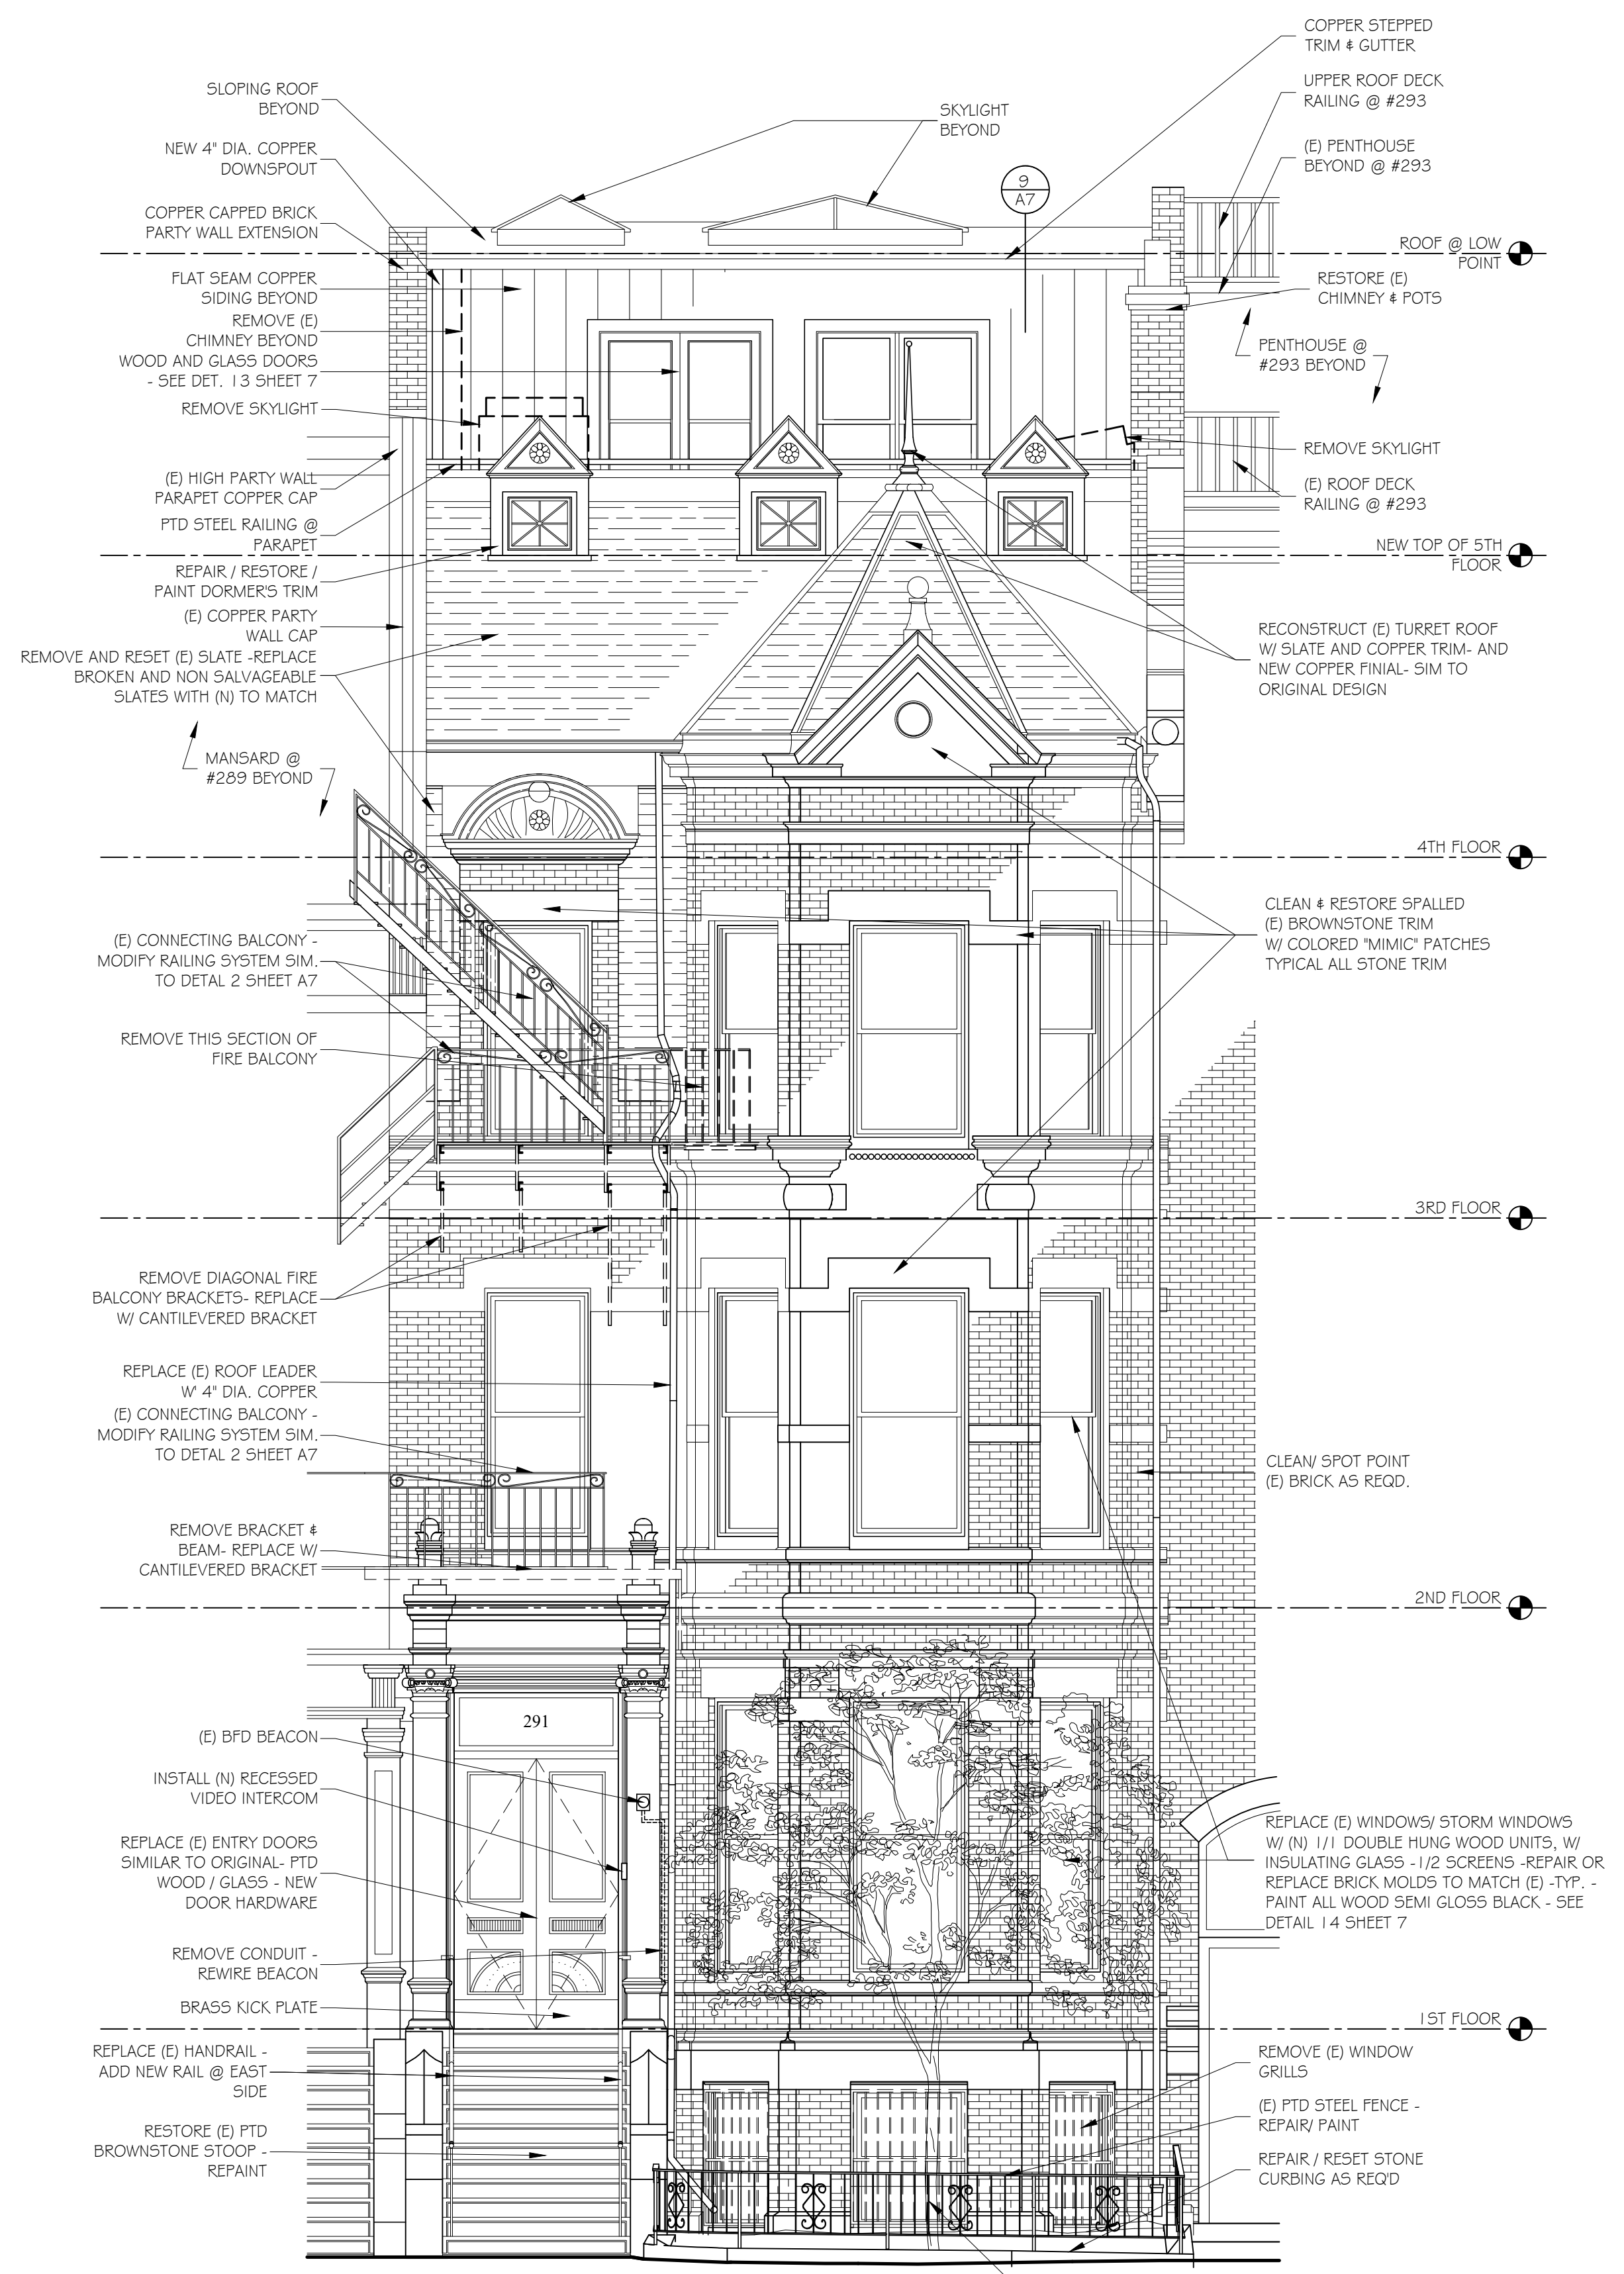 COPPER STEPPED
TRIM & GUTTER
UPPER ROOF DECK
RAILING @ #293
(E) PENTHOUSE
BEYOND @ #293
SLOPING ROOF
BEYOND
SKYLIGHT
BEYOND
NEW 4" DIA. COPPER
DOWNSPOUT
9
A7
COPPER CAPPED BRICK
PARTY WALL EXTENSION
ROOF @ LOW
POINT
FLAT SEAM COPPER
SIDING BEYOND
RESTORE (E)
CHIMNEY & POTS
REMOVE (E)
CHIMNEY BEYOND
WOOD AND GLASS DOORS
- SEE DET. 13 SHEET 7
PENTHOUSE @
#293 BEYOND
REMOVE SKYLIGHT
REMOVE SKYLIGHT
(E) HIGH PARTY WALL
PARAPET COPPER CAP
(E) ROOF DECK
RAILING @ #293
PTD STEEL RAILING @
PARAPET
NEW TOP OF 5TH
FLOOR
REPAIR / RESTORE /
PAINT DORMER'S TRIM
(E) COPPER PARTY
WALL CAP
RECONSTRUCT (E) TURRET ROOF
W/ SLATE AND COPPER TRIM- AND
NEW COPPER FINIAL- SIM TO
ORIGINAL DESIGN
REMOVE AND RESET (E) SLATE -REPLACE
BROKEN AND NON SALVAGEABLE
SLATES WITH (N) TO MATCH
MANSARD @
#289 BEYOND
4TH FLOOR
CLEAN & RESTORE SPALLED
(E) BROWNSTONE TRIM
W/ COLORED "MIMIC" PATCHES
TYPICAL ALL STONE TRIM
(E) CONNECTING BALCONY -
MODIFY RAILING SYSTEM SIM.
TO DETAL 2 SHEET A7
REMOVE THIS SECTION OF
FIRE BALCONY
3RD FLOOR
REMOVE DIAGONAL FIRE
BALCONY BRACKETS- REPLACE
W/ CANTILEVERED BRACKET
REPLACE (E) ROOF LEADER
W' 4" DIA. COPPER
(E) CONNECTING BALCONY -
MODIFY RAILING SYSTEM SIM.
TO DETAL 2 SHEET A7
CLEAN/ SPOT POINT
(E) BRICK AS REQD.
REMOVE BRACKET &
BEAM- REPLACE W/
CANTILEVERED BRACKET
2ND FLOOR
291
(E) BFD BEACON
INSTALL (N) RECESSED
VIDEO INTERCOM
REPLACE (E) ENTRY DOORS
SIMILAR TO ORIGINAL- PTD
WOOD / GLASS - NEW
DOOR HARDWARE
REPLACE (E) WINDOWS/ STORM WINDOWS
W/ (N) 1/1 DOUBLE HUNG WOOD UNITS, W/
INSULATING GLASS -1/2 SCREENS -REPAIR OR
REPLACE BRICK MOLDS TO MATCH (E) -TYP. -
PAINT ALL WOOD SEMI GLOSS BLACK - SEE
DETAIL 14 SHEET 7
REMOVE CONDUIT -
REWIRE BEACON
BRASS KICK PLATE
1ST FLOOR
REPLACE (E) HANDRAIL -
ADD NEW RAIL @ EAST
SIDE
REMOVE (E) WINDOW
GRILLS
(E) PTD STEEL FENCE -
REPAIR/ PAINT
RESTORE (E) PTD
BROWNSTONE STOOP -
REPAINT
REPAIR / RESET STONE
CURBING AS REQ'D